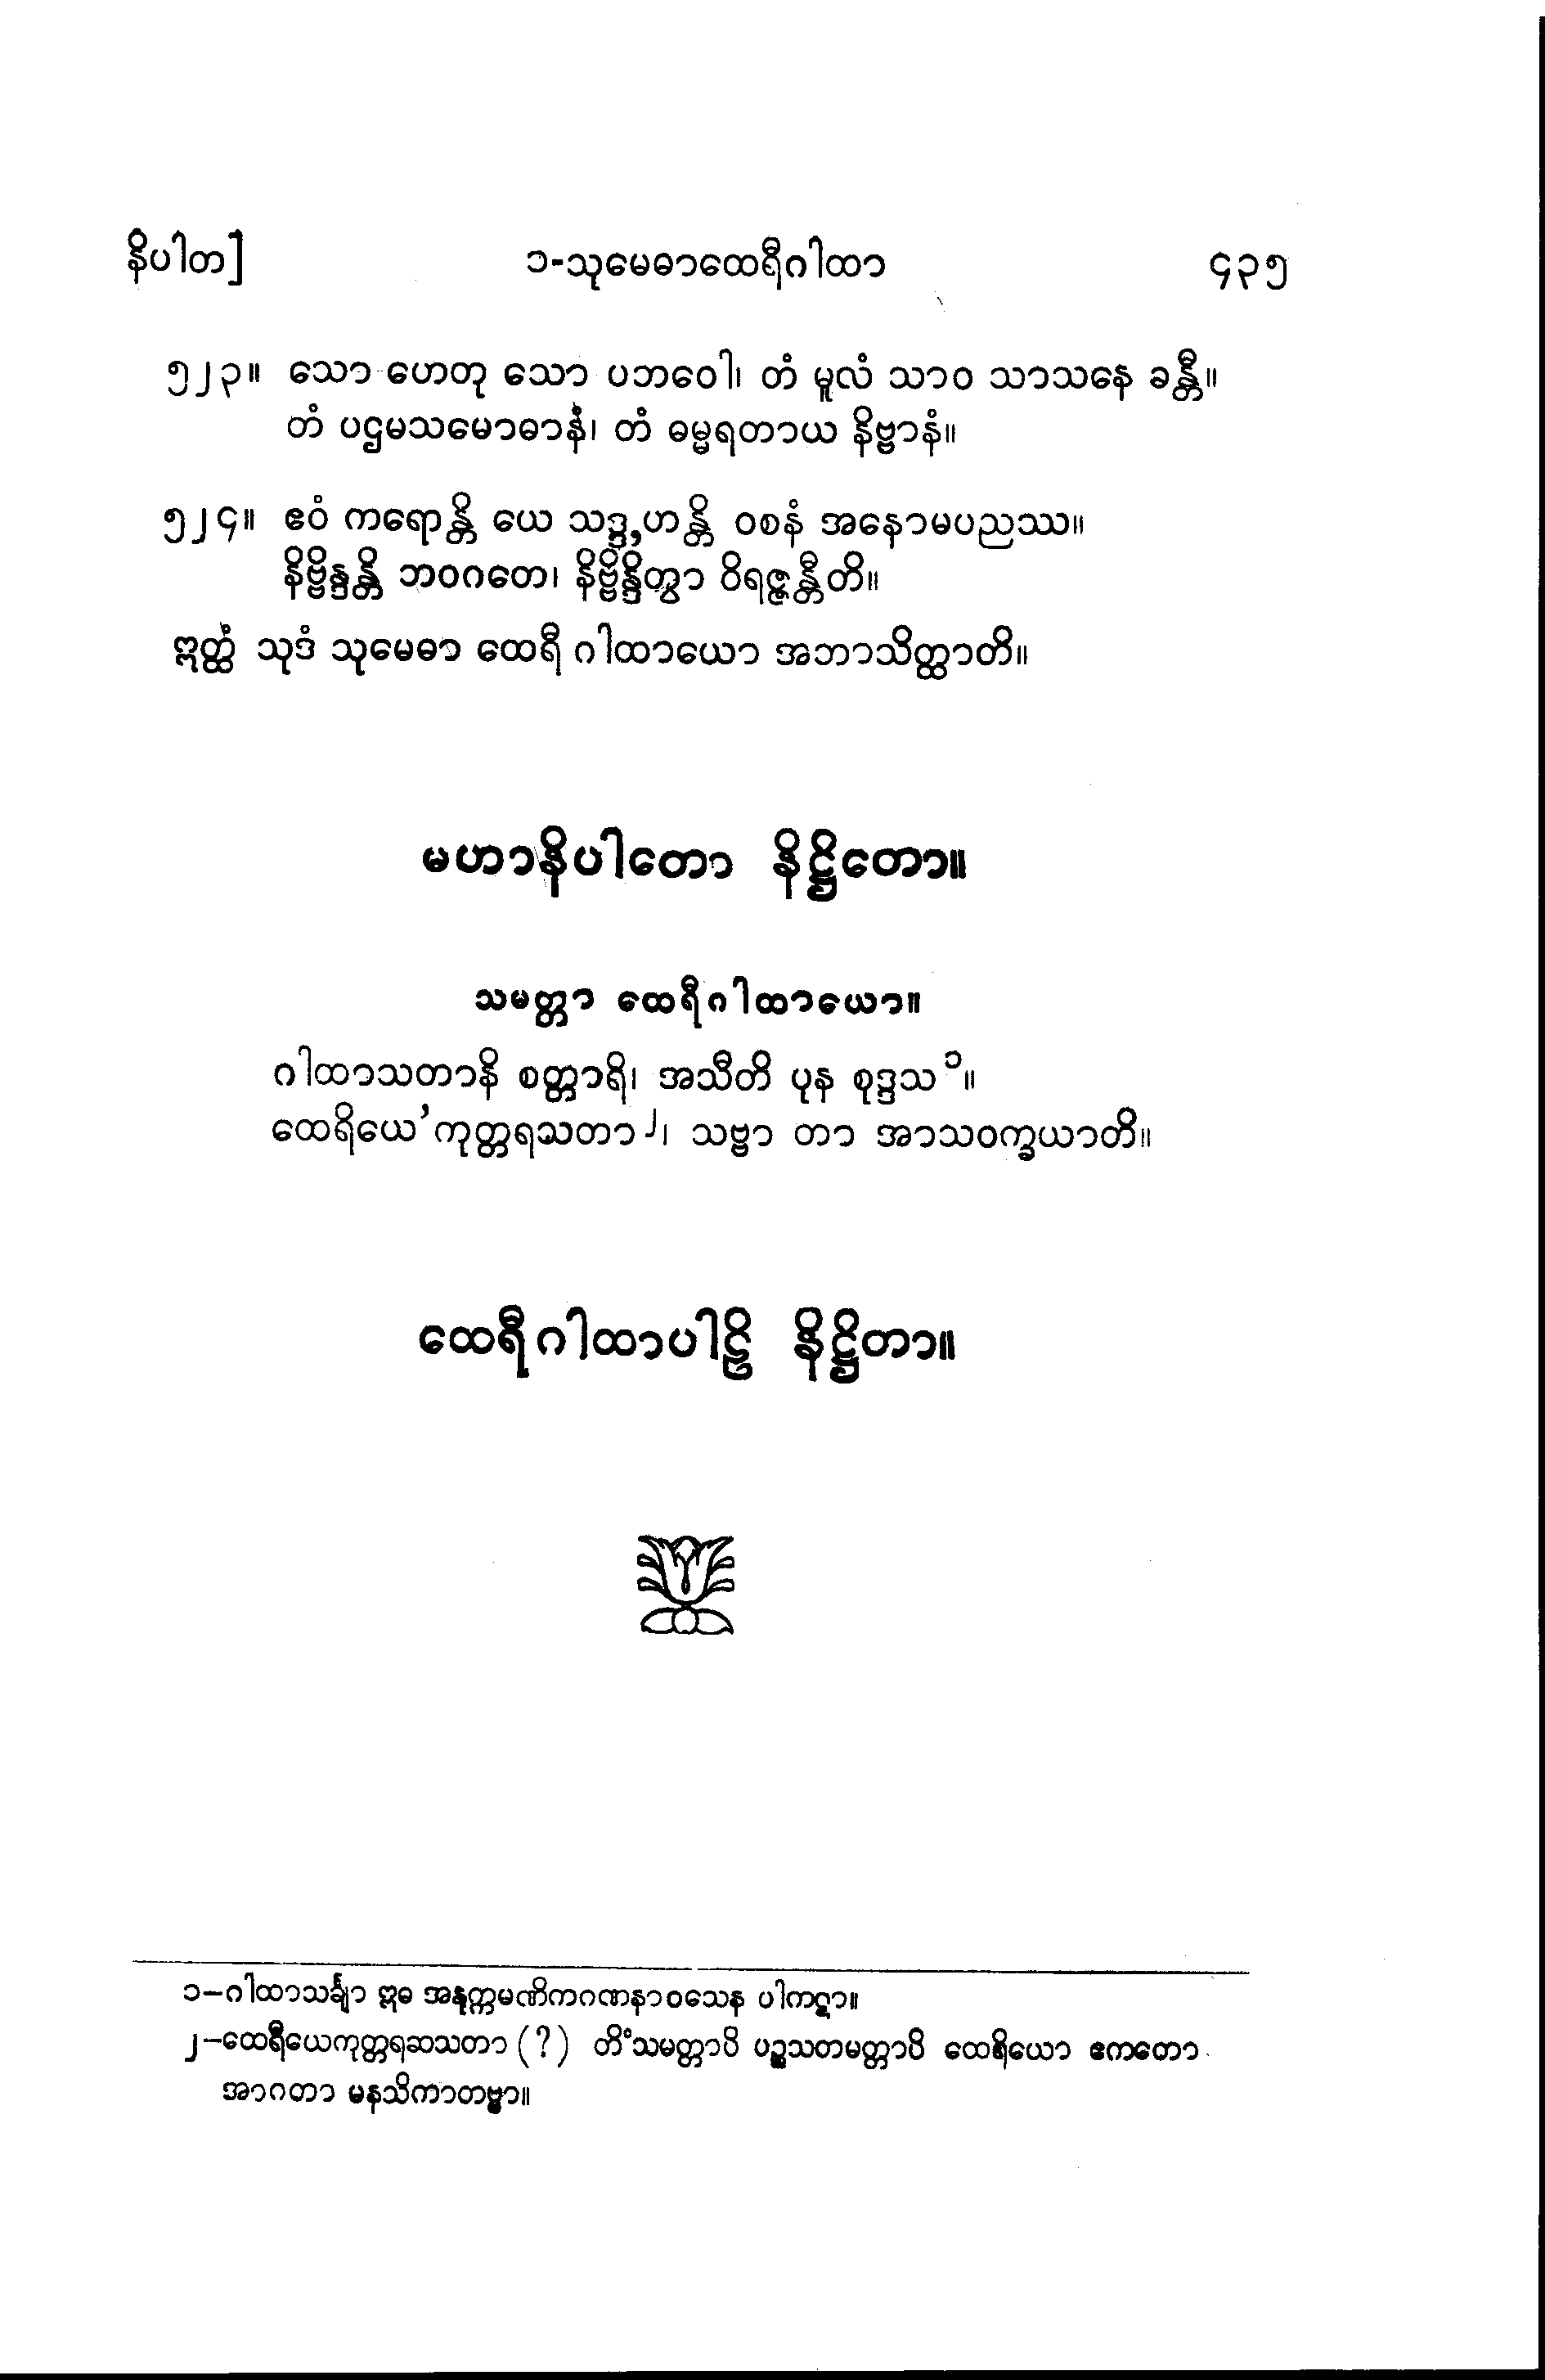 နိပါတ] ၁-သုမေဓာထေရီဂါထာ ၄၃၅
၅၂၃။ သော ဟေတု သော ပဘဝေါ၊ တံ မူလံ သာဝ သာသနေ ခန္တီ။
တံ ပဌမသမောဓာနံ၊ တံ ဓမ္မရတာယ နိဗ္ဗာနံ။
၅၂၄။ ဧဝံ ကရောန္တိ ယေ သဒ္ဒဟန္တိ ဝစနံ အနောမပညဿ။
နိဗ္ဗိန္ဒန္တိ ဘဝဂတေ၊ နိဗ္ဗိန္ဒိတွာ ဝိရဇ္ဇန္တီတိ။
ဣတ္ထံ သုဒံ သုမေဓာ ထေရီ ဂါထာယော အဘာသိတ္ထာတိ။
မဟာနိပါတော နိဋ္ဌိတော။
သမတ္တာ ထေရီဂါထာယော။
ဂါထာသတာနိ စတ္တာရိ၊ အသီတိ ပုန စုဒ္ဒသ ၁။
ထေရိယေ’ကုတ္တရသတာ ၂၊ သဗ္ဗာ တာ အာသဝက္ခယာတိ။
ထေရီဂါထာပါဠိ နိဋ္ဌိတာ။
၁–ဂါထာသင်္ချာ ဣဓ အနုက္ကမဏိကဂဏနာဝသေန ပါကဋာ။
၂–ထေရီယေကုတ္တရဆသတာ (?) တိံသမတ္တာပိ ပဉ္စသတမတ္တာပိ ထေရိယော ဧကတော
အာဂတာ မနသိကာတဗ္ဗာ။